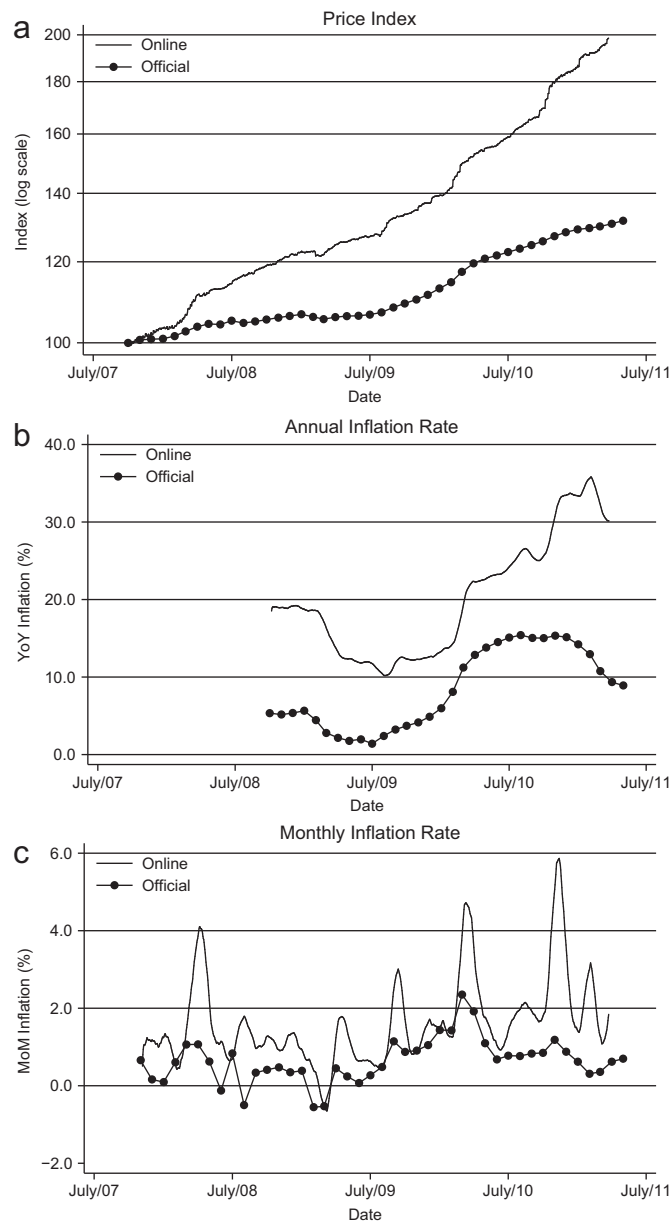 a
Price Index
200
180
160
140
120
100
Index (log scale)
Online
Official
July/07
July/08
July/09
July/10
July/11
Date
b
Annual Inflation Rate
40.0
30.0
20.0
10.0
0.0
YoY Inflation (%)
Online
Official
July/07
July/08
July/09
July/10
July/11
Date
c
Monthly Inflation Rate
6.0
4.0
2.0
0.0
−2.0
MoM Inflation (%)
Online
Official
July/07
July/08
July/09
July/10
July/11
Date